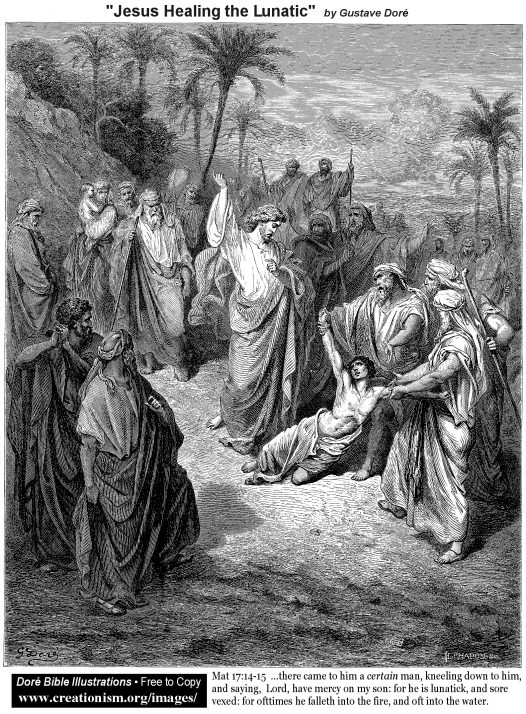 "Jesus Healing the Lunatic" by Gustave Doré
Doré Bible Illustrations • Free to Copy
www.creationism.org/images/
Mat 17:14-15 ...there came to him a certain man, kneeling down to him,
and saying, Lord, have mercy on my son: for he is lunatick, and sore
vexed: for ofttimes he falleth into the fire, and oft into the water.